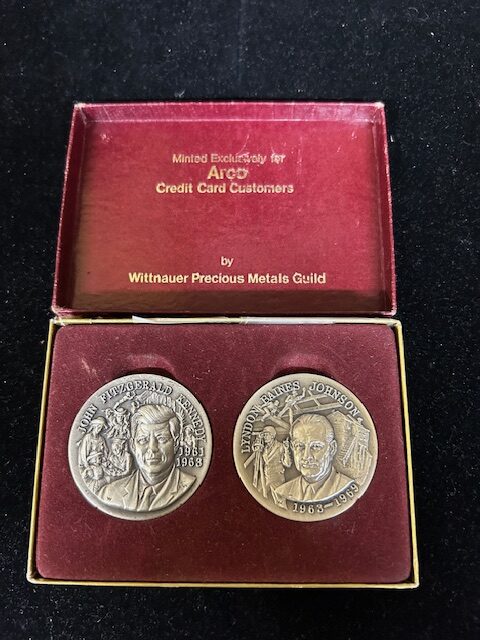 Minted Exclusively for
Arco
Credit Card Customers
by
Wittnauer Precious Metals Guild
JOHN FITZGERALD KENNEDY
1961
1963
LYNDON BAINES JOHNSON
1963-1969